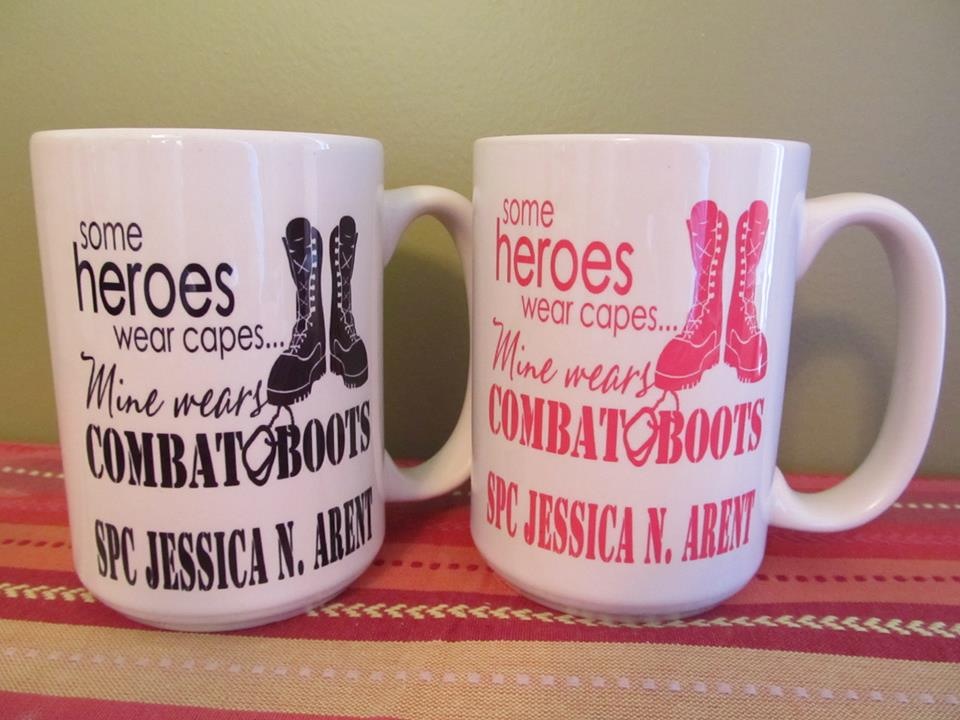 some
heroes
wear capes...
Mine wears
COMBAT BOOTS
SPC JESSICA N. ARENT
some
heroes
wear capes...
Mine wears
COMBAT BOOTS
SPC JESSICA N. ARENT